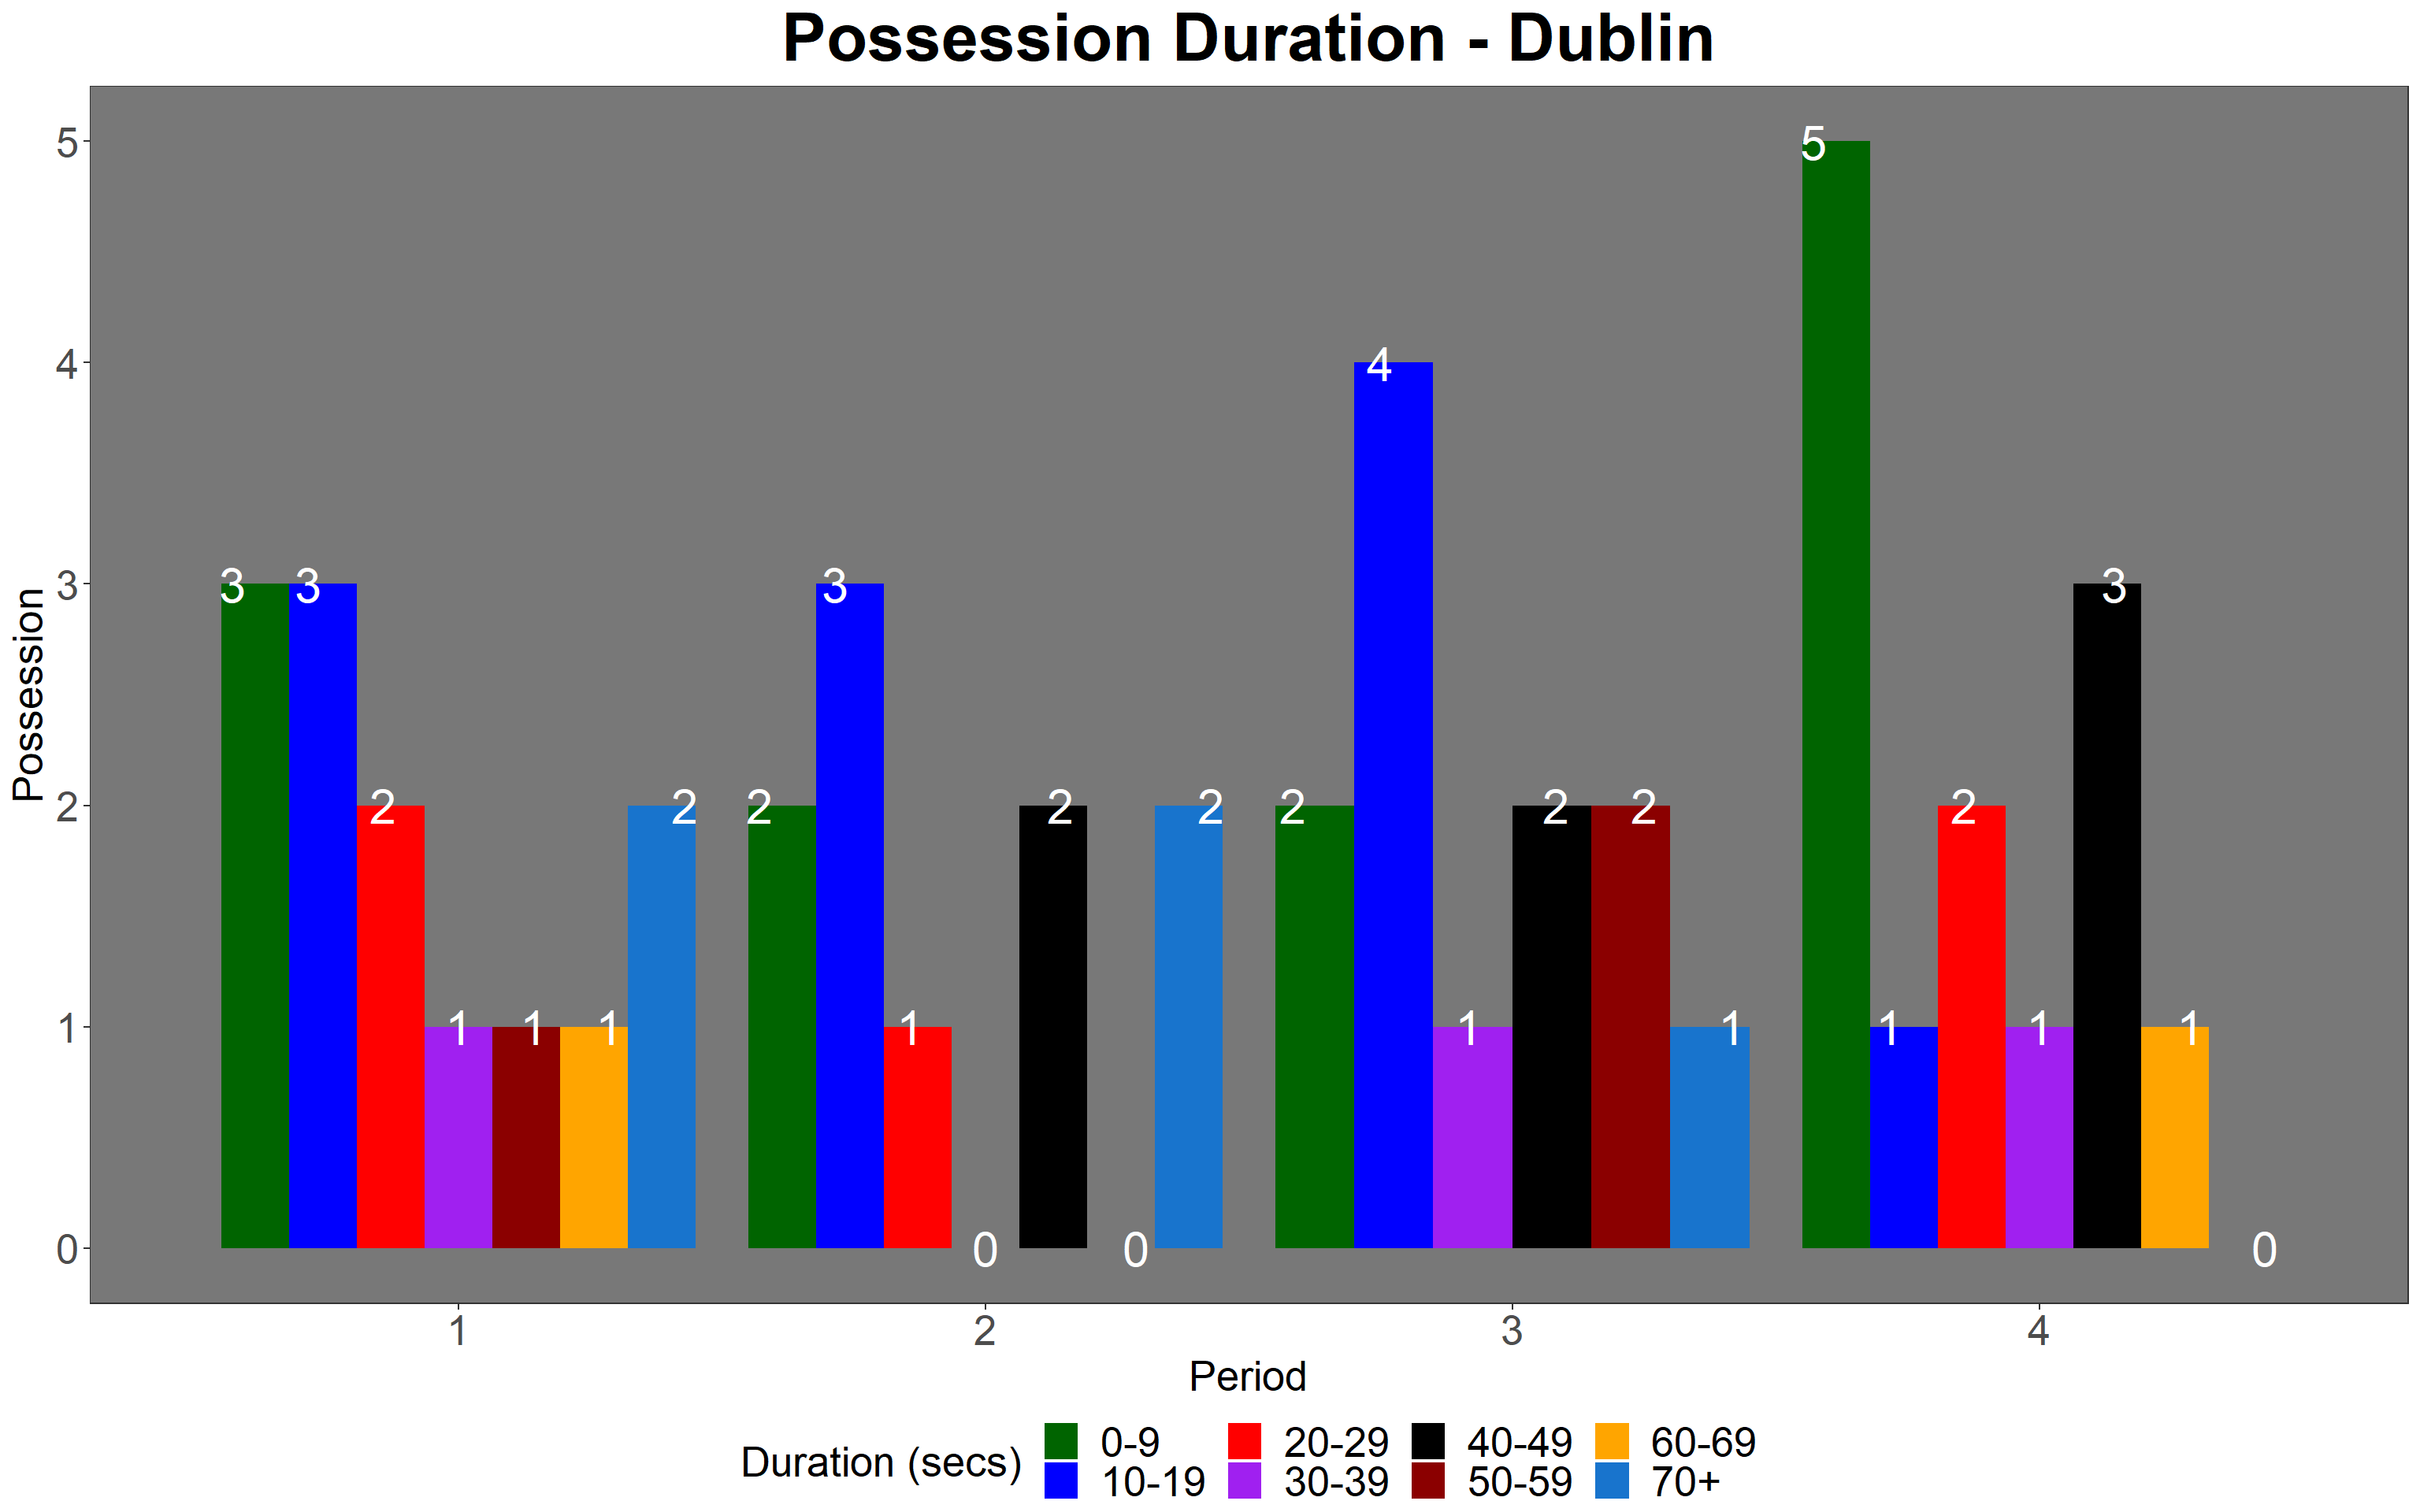 Possession Duration - Dublin
Possession
5
4
3
2
1
0
3 3 2 1 1 1 2
2 3 1 0 2 0 2
2 4 1 2 2 1
5 1 2 1 3 1 0
1 2 3 4
Period
Duration (secs)
0-9 20-29 40-49 60-69
10-19 30-39 50-59 70+